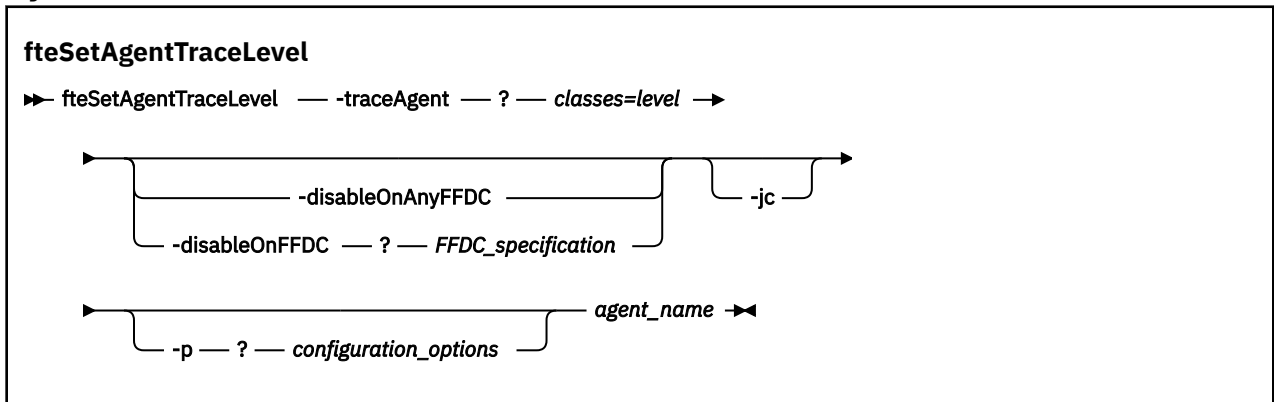 fteSetAgentTraceLevel
fteSetAgentTraceLevel -traceAgent ? classes=level
-disableOnAnyFFDC
-jc
-disableOnFFDC ? FFDC_specification
agent_name
-p ? configuration_options